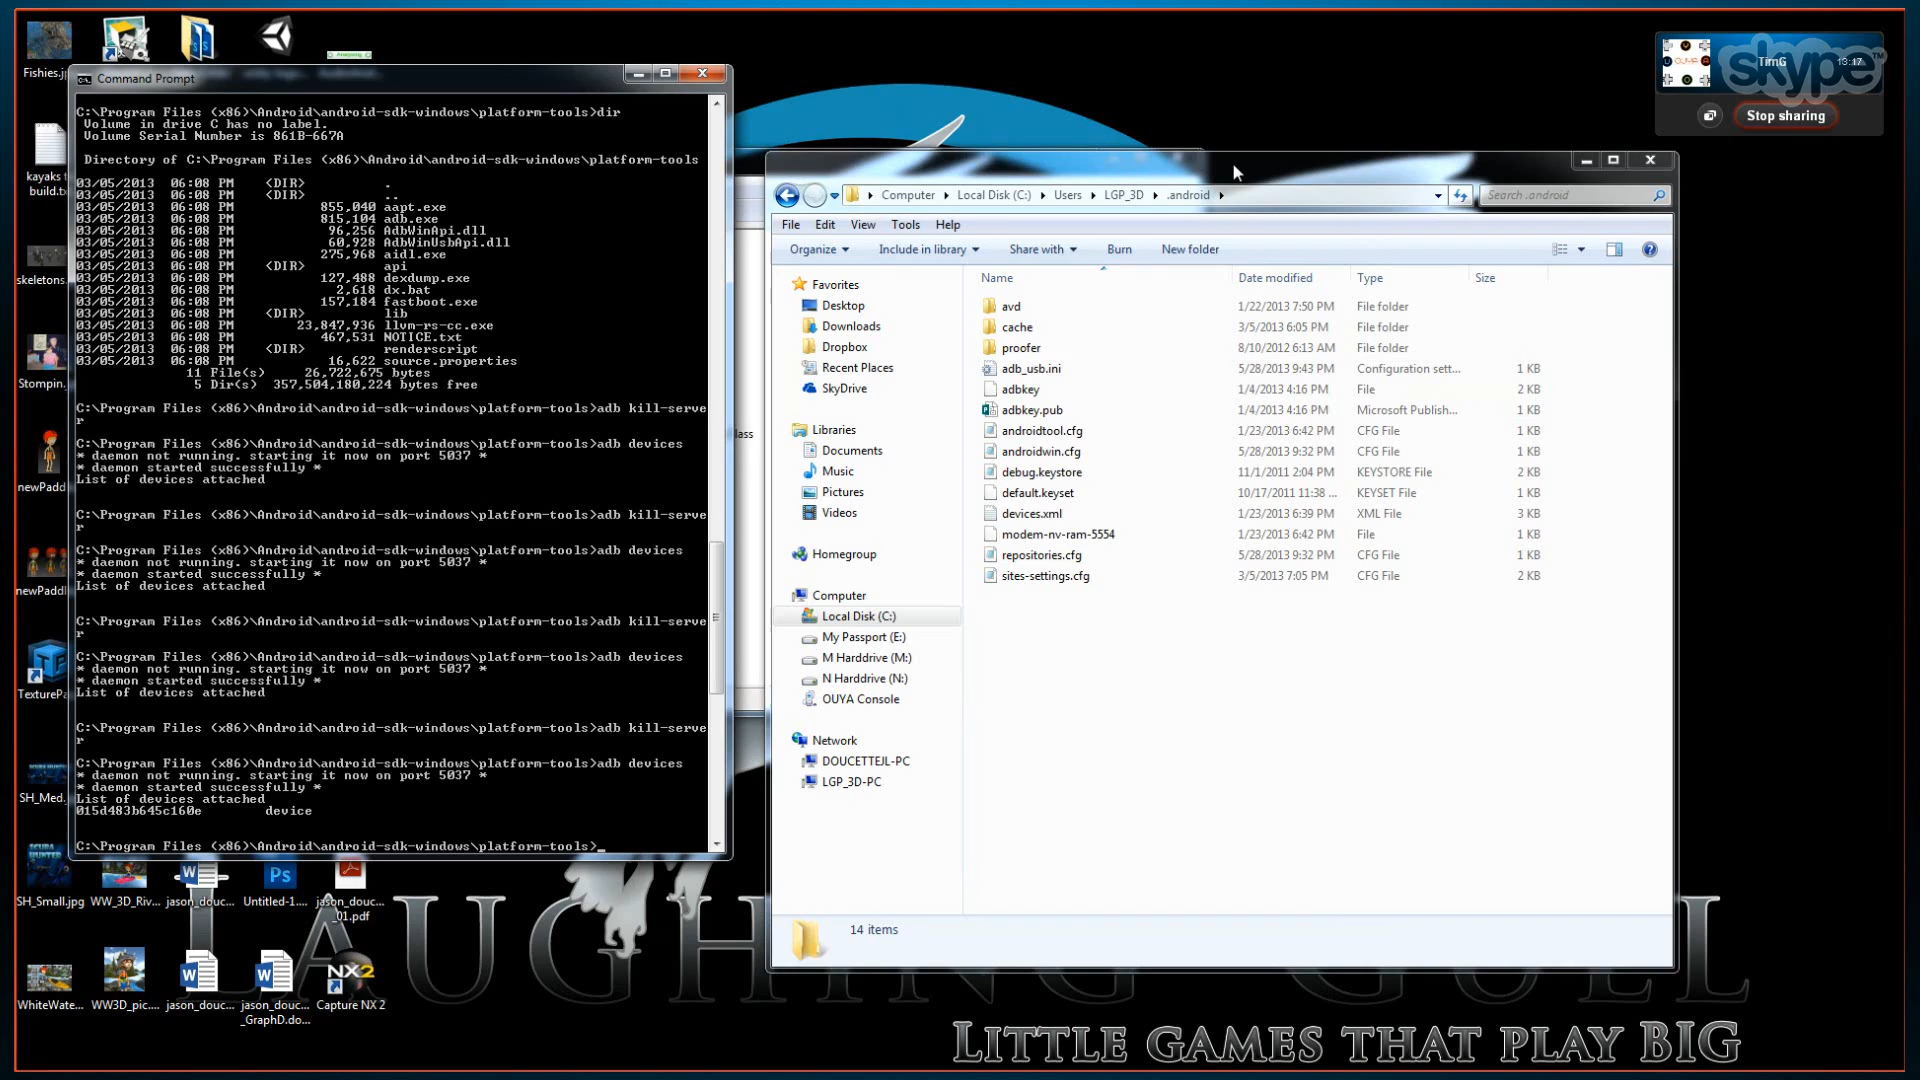 Fishies.j
kayaks
build.tx
skeletons.
Stompin.
newPadd
newPaddl
TexturePa
SH_Med.
SH_Small.jpg
WW_3D_Riv...
jason_douc...
Untitled-1....
jason_douc...
_01.pdf
WhiteWate...
WW3D_pic....
jason_douc...
jason_douc...
_GraphD.do...
NX2
Capture NX 2
Command Prompt
C:\Program Files (x86)\Android\android-sdk-windows\platform-tools>dir
Volume in drive C has no label.
Volume Serial Number is 861B-667A
Directory of C:\Program Files (x86)\Android\android-sdk-windows\platform-tools
03/05/2013 06:08 PM <DIR> .
03/05/2013 06:08 PM <DIR> ..
03/05/2013 06:08 PM 855,040 aapt.exe
03/05/2013 06:08 PM 815,104 adb.exe
03/05/2013 06:08 PM 96,256 AdbWinApi.dll
03/05/2013 06:08 PM 60,928 AdbWinUsbApi.dll
03/05/2013 06:08 PM 275,968 aidl.exe
03/05/2013 06:08 PM <DIR> api
03/05/2013 06:08 PM 127,488 dexdump.exe
03/05/2013 06:08 PM 2,618 dx.bat
03/05/2013 06:08 PM 157,184 fastboot.exe
03/05/2013 06:08 PM <DIR> lib
03/05/2013 06:08 PM 23,847,936 llvm-rs-cc.exe
03/05/2013 06:08 PM 467,531 NOTICE.txt
03/05/2013 06:08 PM <DIR> renderscript
03/05/2013 06:08 PM 16,622 source.properties
11 File(s) 26,722,675 bytes
5 Dir(s) 357,504,180,224 bytes free
C:\Program Files (x86)\Android\android-sdk-windows\platform-tools>adb kill-serve
r
C:\Program Files (x86)\Android\android-sdk-windows\platform-tools>adb devices
* daemon not running. starting it now on port 5037 *
* daemon started successfully *
List of devices attached
C:\Program Files (x86)\Android\android-sdk-windows\platform-tools>adb kill-serve
r
C:\Program Files (x86)\Android\android-sdk-windows\platform-tools>adb devices
* daemon not running. starting it now on port 5037 *
* daemon started successfully *
List of devices attached
C:\Program Files (x86)\Android\android-sdk-windows\platform-tools>adb kill-serve
r
C:\Program Files (x86)\Android\android-sdk-windows\platform-tools>adb devices
* daemon not running. starting it now on port 5037 *
* daemon started successfully *
List of devices attached
C:\Program Files (x86)\Android\android-sdk-windows\platform-tools>adb kill-serve
r
C:\Program Files (x86)\Android\android-sdk-windows\platform-tools>adb devices
* daemon not running. starting it now on port 5037 *
* daemon started successfully *
List of devices attached
015d483b645c160e device
C:\Program Files (x86)\Android\android-sdk-windows\platform-tools>_
lass
TimG
13:17
skype™
Stop sharing
Computer Local Disk (C:) Users LGP_3D .android
Search .android
File Edit View Tools Help
Organize Include in library Share with Burn New folder
Favorites
Desktop
Downloads
Dropbox
Recent Places
SkyDrive
Libraries
Documents
Music
Pictures
Videos
Homegroup
Computer
Local Disk (C:)
My Passport (E:)
M Harddrive (M:)
N Harddrive (N:)
OUYA Console
Network
DOUCETTEJL-PC
LGP_3D-PC
Name Date modified Type Size
avd 1/22/2013 7:50 PM File folder
cache 3/5/2013 6:05 PM File folder
proofer 8/10/2012 6:13 AM File folder
adb_usb.ini 5/28/2013 9:43 PM Configuration sett... 1 KB
adbkey 1/4/2013 4:16 PM File 2 KB
adbkey.pub 1/4/2013 4:16 PM Microsoft Publish... 1 KB
androidtool.cfg 1/23/2013 6:42 PM CFG File 1 KB
androidwin.cfg 5/28/2013 9:32 PM CFG File 1 KB
debug.keystore 11/1/2011 2:04 PM KEYSTORE File 2 KB
default.keyset 10/17/2011 11:38 ... KEYSET File 1 KB
devices.xml 1/23/2013 6:39 PM XML File 3 KB
modem-nv-ram-5554 1/23/2013 6:42 PM File 1 KB
repositories.cfg 5/28/2013 9:32 PM CFG File 1 KB
sites-settings.cfg 3/5/2013 7:05 PM CFG File 2 KB
14 items
LAUGHING GULL
LITTLE GAMES THAT PLAY BIG